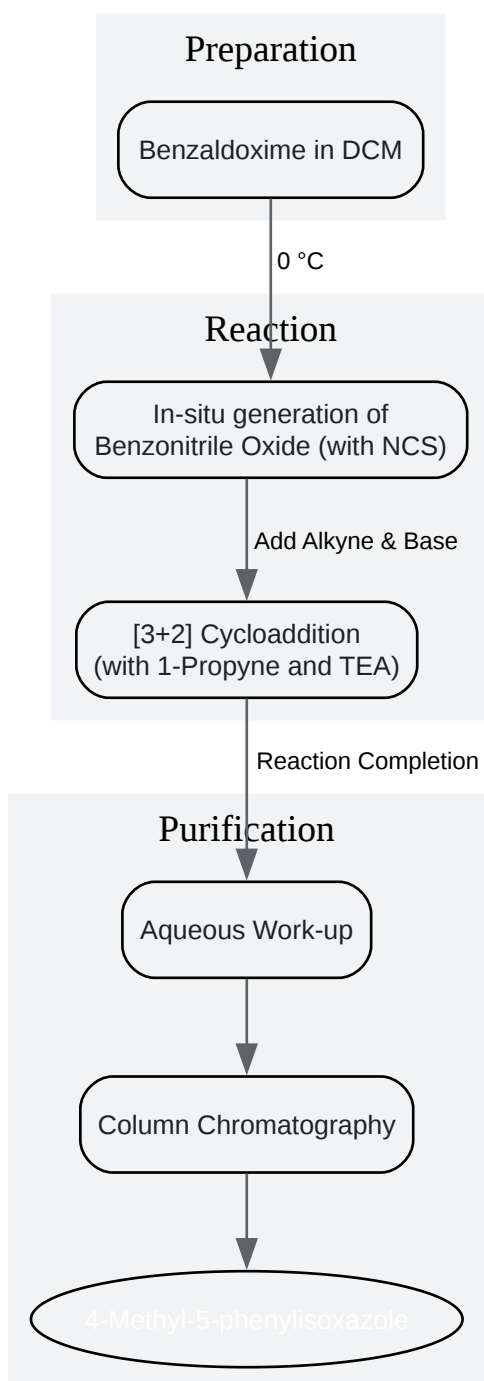 Preparation
Benzaldoxime in DCM
0 °C
Reaction
In-situ generation of
Benzonitrile Oxide (with NCS)
Add Alkyne & Base
[3+2] Cycloaddition
(with 1-Propyne and TEA)
Reaction Completion
Purification
Aqueous Work-up
Column Chromatography
4-Methyl-5-phenylisoxazole